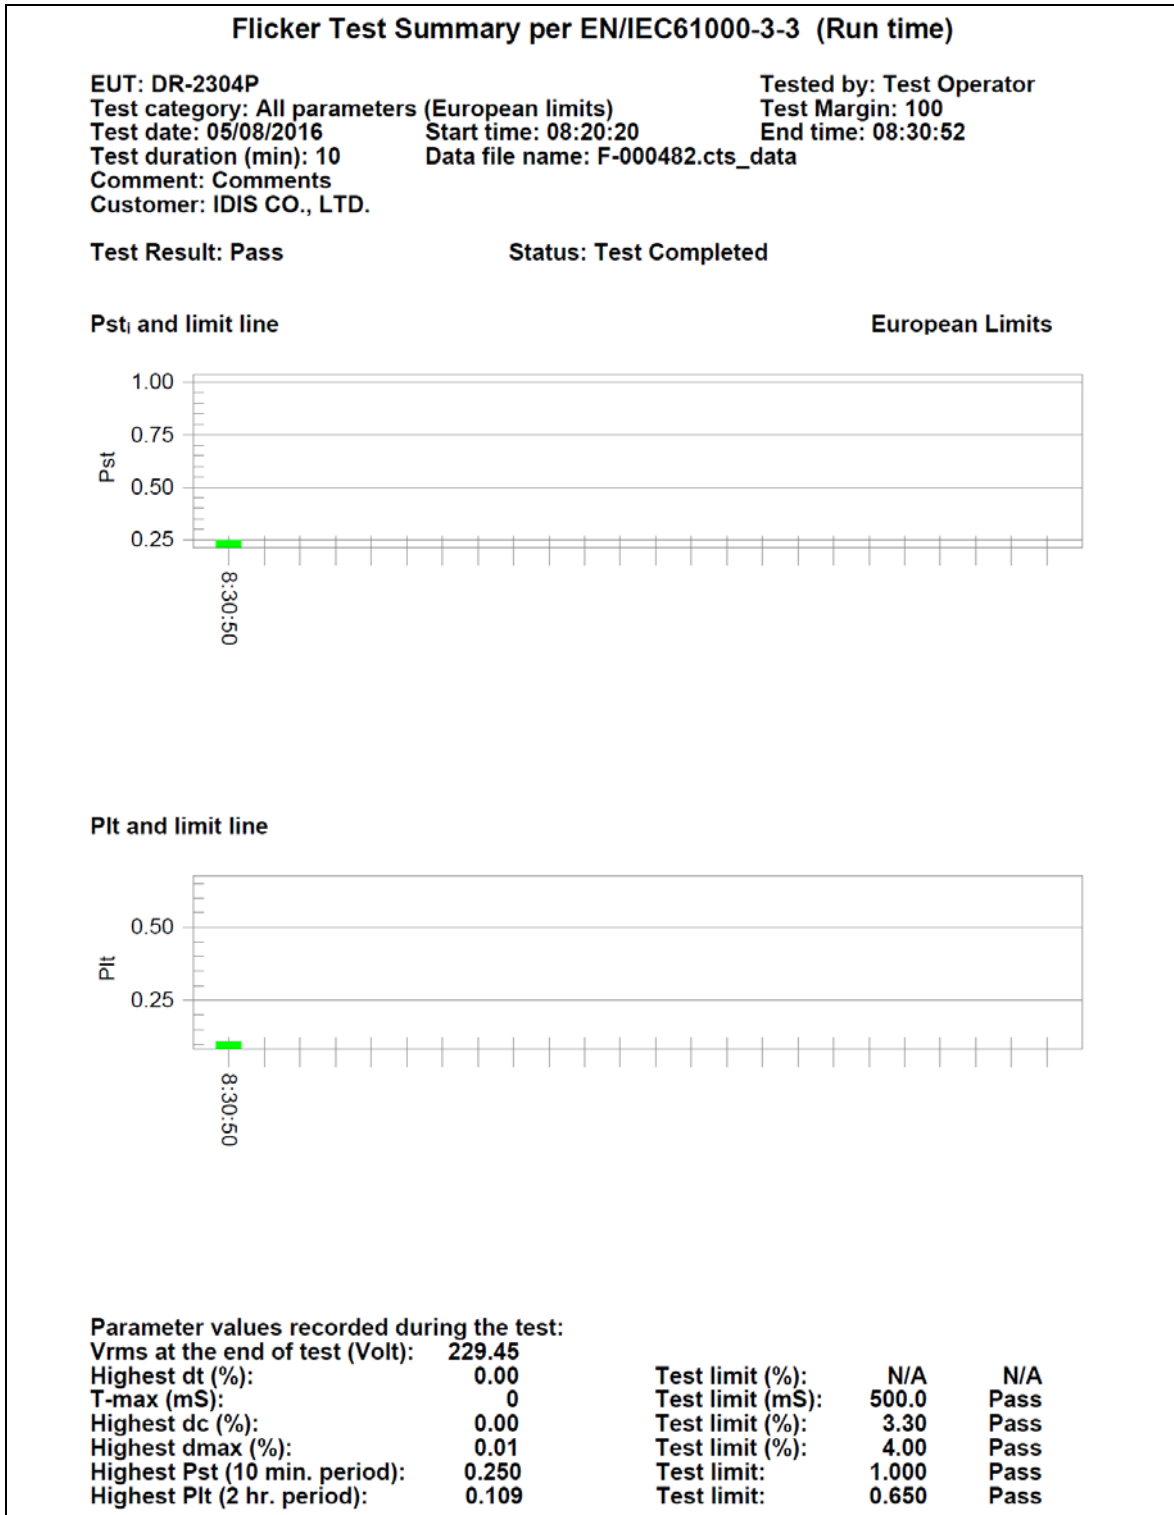 Flicker Test Summary per EN/IEC61000-3-3 (Run time)
EUT: DR-2304P Tested by: Test Operator
Test category: All parameters (European limits) Test Margin: 100
Test date: 05/08/2016 Start time: 08:20:20 End time: 08:30:52
Test duration (min): 10 Data file name: F-000482.cts_data
Comment: Comments
Customer: IDIS CO., LTD.
Test Result: Pass Status: Test Completed
Psti and limit line European Limits
1.00
0.75
Pst
0.50
0.25
8:30:50
Plt and limit line
0.50
Plt
0.25
8:30:50
Parameter values recorded during the test:
Vrms at the end of test (Volt): 229.45
Highest dt (%): 0.00 Test limit (%): N/A N/A
T-max (mS): 0 Test limit (mS): 500.0 Pass
Highest dc (%): 0.00 Test limit (%): 3.30 Pass
Highest dmax (%): 0.01 Test limit (%): 4.00 Pass
Highest Pst (10 min. period): 0.250 Test limit: 1.000 Pass
Highest Plt (2 hr. period): 0.109 Test limit: 0.650 Pass